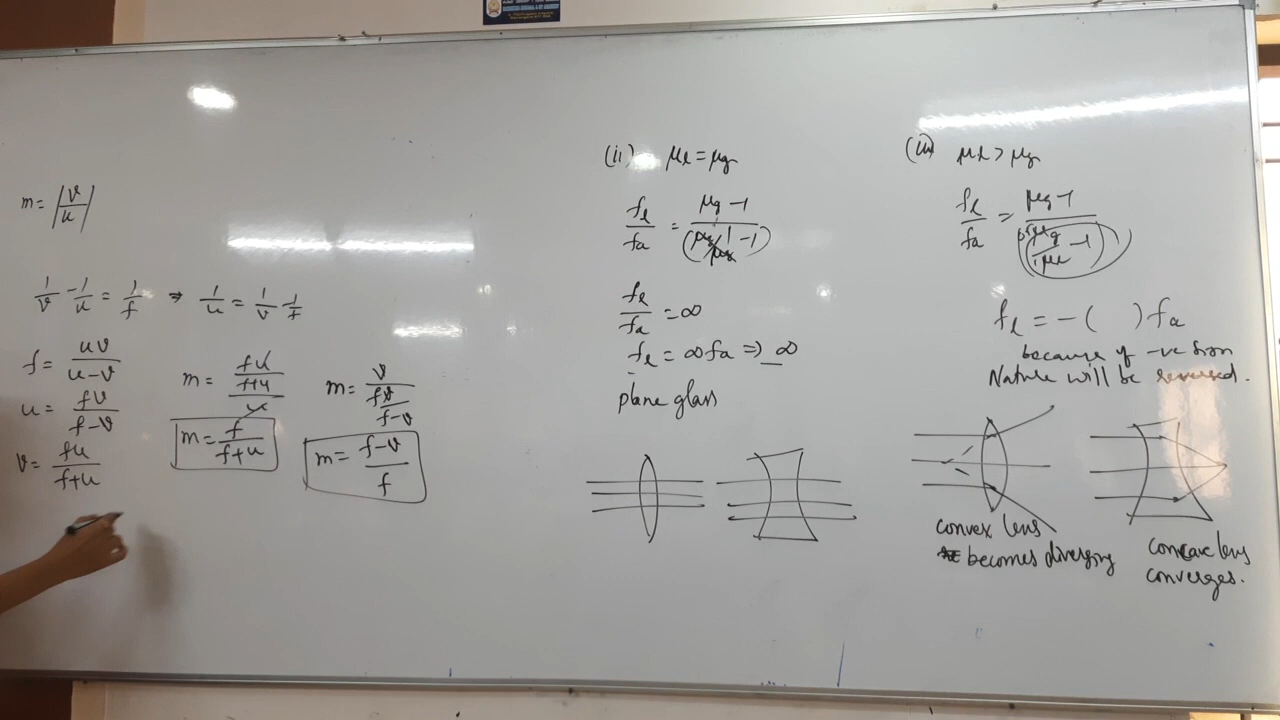 m = |v/u|
1/v - 1/u = 1/f ⇒ 1/u = 1/v - 1/f
f = uv/(u-v)
u = fv/(f-v)
v = fu/(f+u)
m = (fu/(f+u))/u
m = f/(f+u)
m = v/(fv/(f-v))
m = (f-v)/f
(ii) μl = μg
fl/fa = (μg - 1)/(μg/μg 1 - 1)
fl/fa = ∞
fl = ∞ fa ⇒ ∞
plane glass
(iii) μl > μg
fl/fa = (μg - 1)/(μg/μl - 1)
fl = -( ) fa
because of -ve sign
Nature will be reversed.
convex lens
becomes diverging
concave lens
converges.